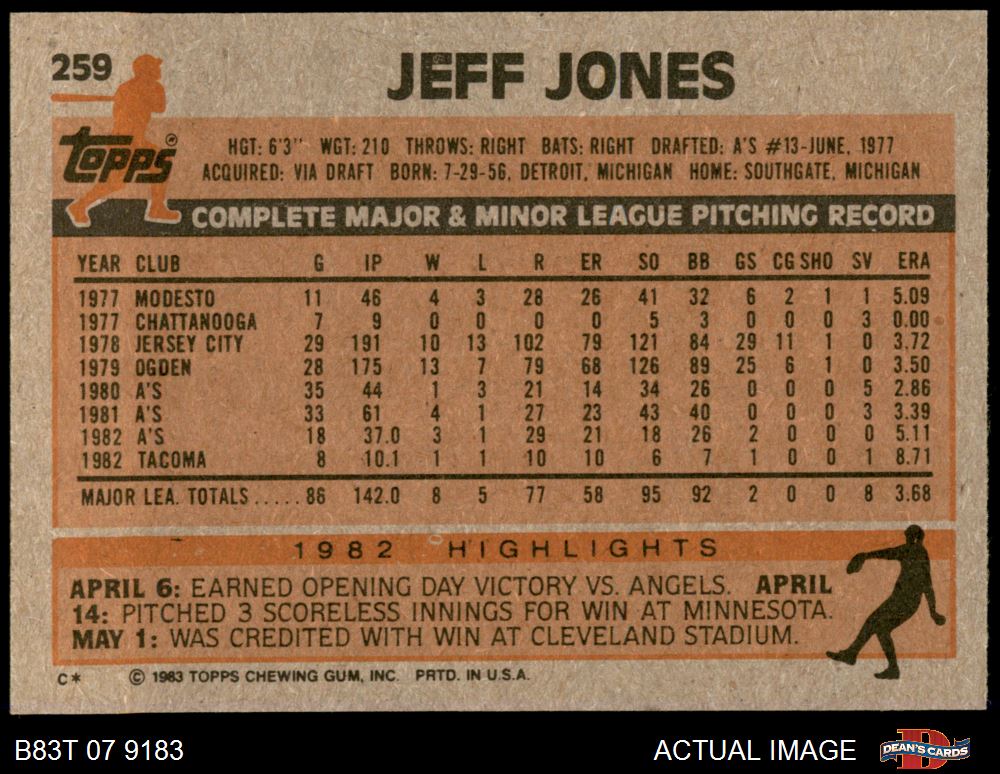 259
JEFF JONES
TOPPS ®
HGT: 6'3" WGT: 210 THROWS: RIGHT BATS: RIGHT DRAFTED: A'S #13-JUNE, 1977
ACQUIRED: VIA DRAFT BORN: 7-29-56, DETROIT, MICHIGAN HOME: SOUTHGATE, MICHIGAN
COMPLETE MAJOR & MINOR LEAGUE PITCHING RECORD
YEAR CLUB G IP W L R ER SO BB GS CG SHO SV ERA
1977 MODESTO 11 46 4 3 28 26 41 32 6 2 1 1 5.09
1977 CHATTANOOGA 7 9 0 0 0 0 5 3 0 0 0 3 0.00
1978 JERSEY CITY 29 191 10 13 102 79 121 84 29 11 1 0 3.72
1979 OGDEN 28 175 13 7 79 68 126 89 25 6 1 0 3.50
1980 A'S 35 44 1 3 21 14 34 26 0 0 0 5 2.86
1981 A'S 33 61 4 1 27 23 43 40 0 0 0 3 3.39
1982 A'S 18 37.0 3 1 29 21 18 26 2 0 0 0 5.11
1982 TACOMA 8 10.1 1 1 10 10 6 7 1 0 0 1 8.71
MAJOR LEA. TOTALS ..... 86 142.0 8 5 77 58 95 92 2 0 0 8 3.68
1982 HIGHLIGHTS
APRIL 6: EARNED OPENING DAY VICTORY VS. ANGELS. APRIL
14: PITCHED 3 SCORELESS INNINGS FOR WIN AT MINNESOTA.
MAY 1: WAS CREDITED WITH WIN AT CLEVELAND STADIUM.
C* © 1983 TOPPS CHEWING GUM, INC. PRTD. IN U.S.A.
B83T 07 9183 ACTUAL IMAGE DEAN'S CARDS